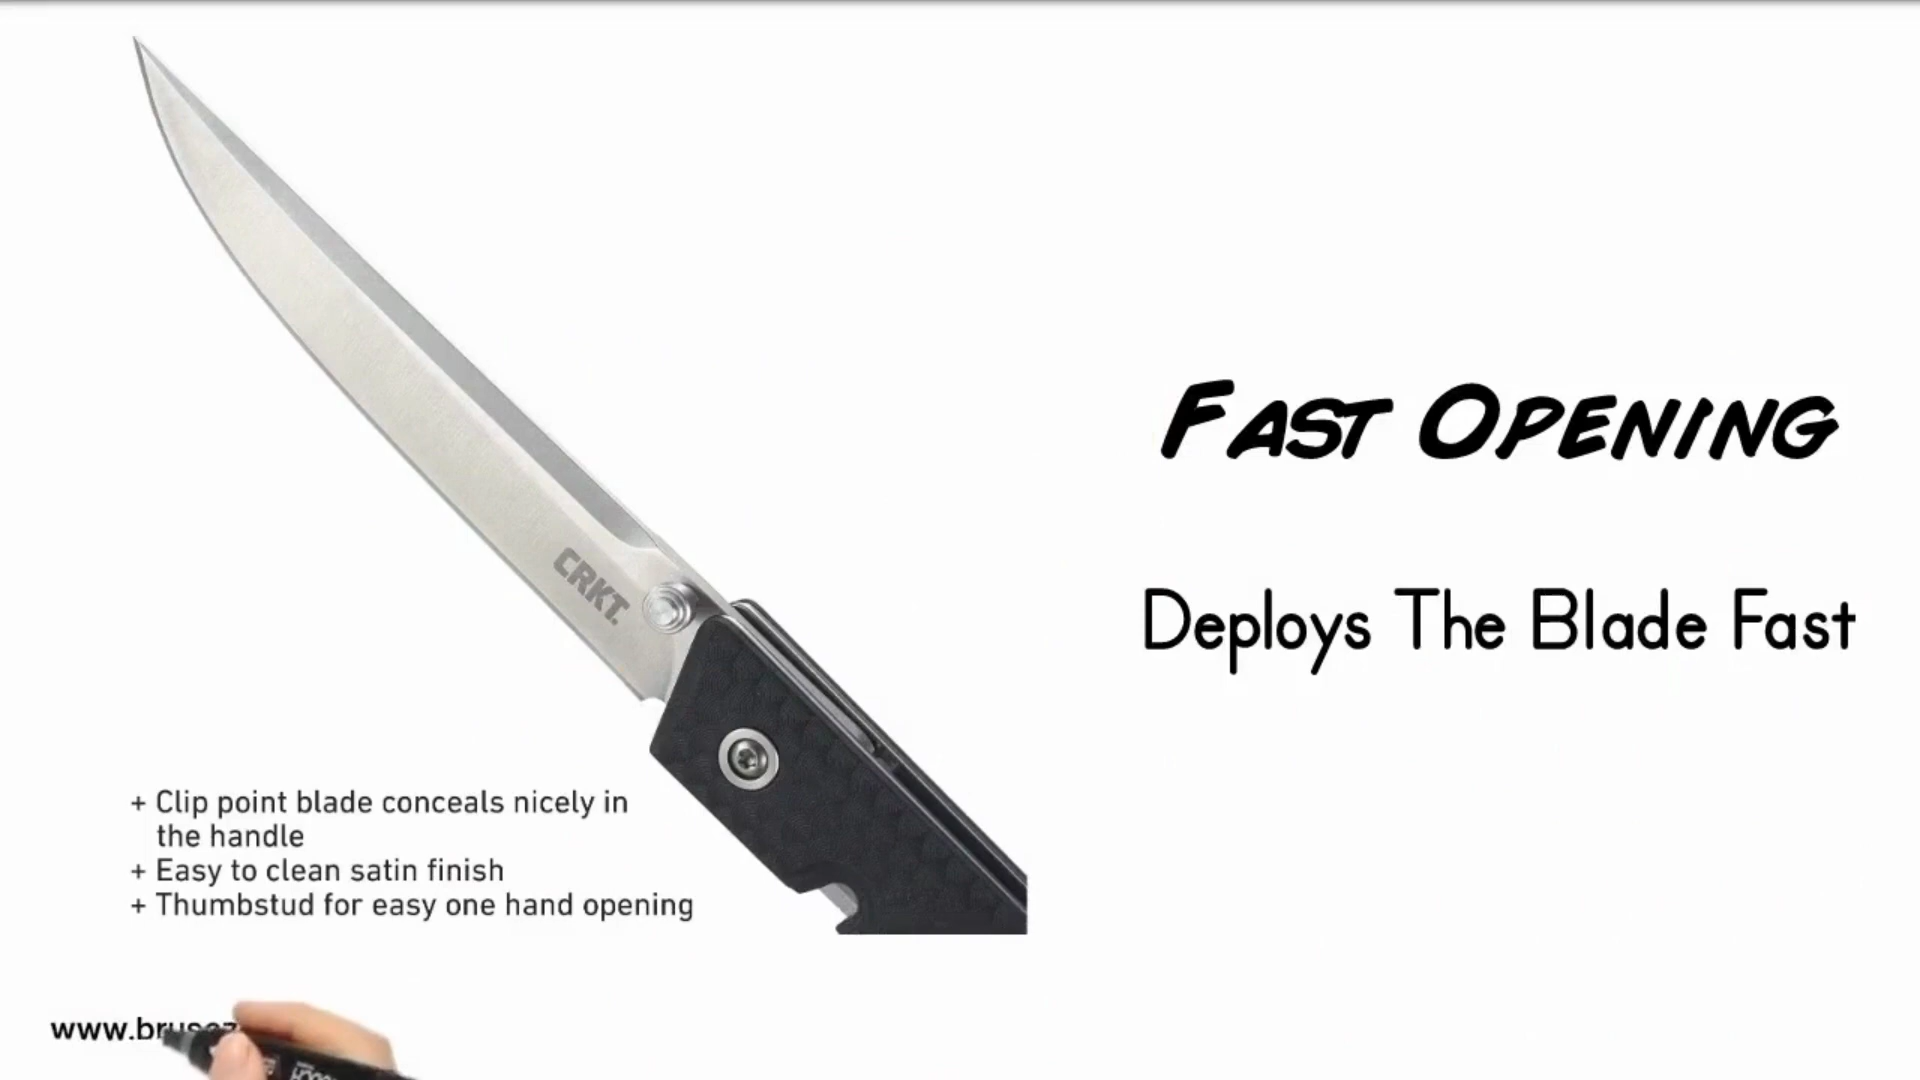 CRKT.
Fast Opening
Deploys The Blade Fast
+ Clip point blade conceals nicely in
the handle
+ Easy to clean satin finish
+ Thumbstud for easy one hand opening